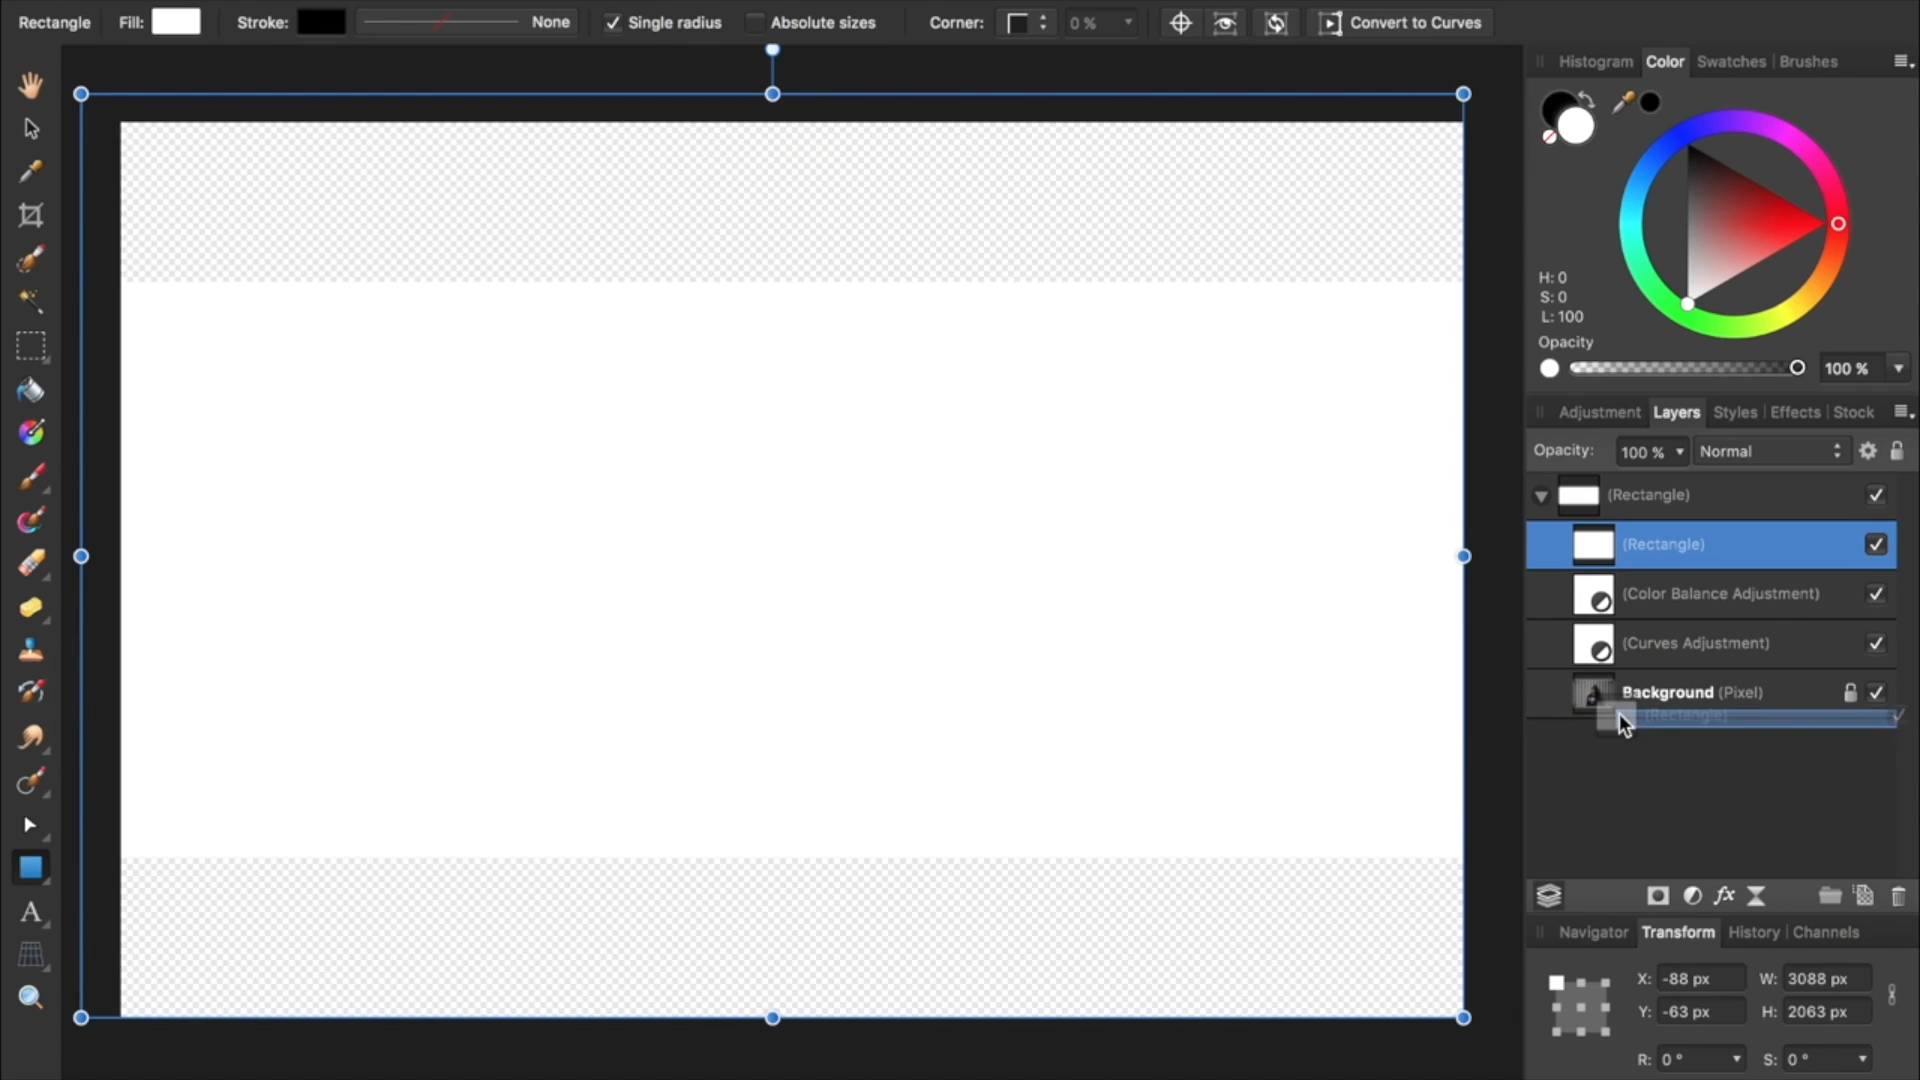 Rectangle Fill: Stroke: None Single radius Absolute sizes Corner: 0 % Convert to Curves
Histogram Color Swatches Brushes
H: 0
S: 0
L: 100
Opacity
100 %
Adjustment Layers Styles Effects Stock
Opacity: 100 % Normal
(Rectangle)
(Rectangle)
(Color Balance Adjustment)
(Curves Adjustment)
Background (Pixel)
(Rectangle)
fx
Navigator Transform History Channels
X: -88 px W: 3088 px
Y: -63 px H: 2063 px
R: 0 ° S: 0 °